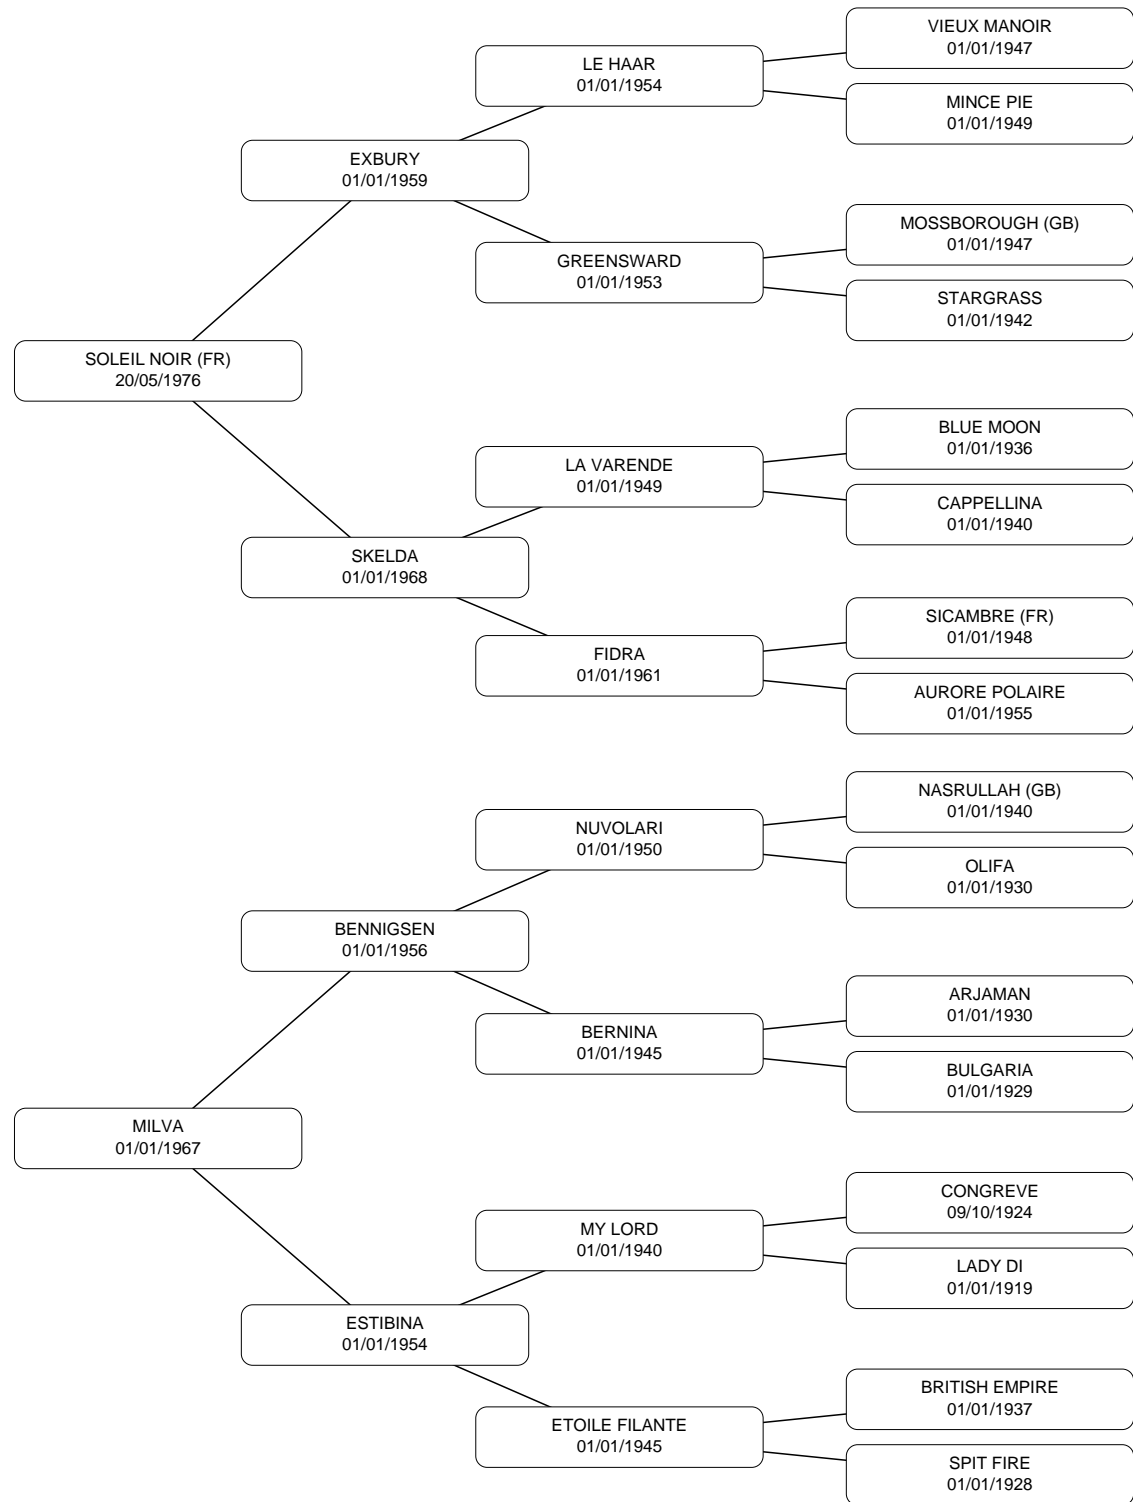 VIEUX MANOIR
01/01/1947
LE HAAR
01/01/1954
MINCE PIE
01/01/1949
EXBURY
01/01/1959
MOSSBOROUGH (GB)
01/01/1947
GREENSWARD
01/01/1953
STARGRASS
01/01/1942
SOLEIL NOIR (FR)
20/05/1976
BLUE MOON
01/01/1936
LA VARENDE
01/01/1949
CAPPELLINA
01/01/1940
SKELDA
01/01/1968
SICAMBRE (FR)
01/01/1948
FIDRA
01/01/1961
AURORE POLAIRE
01/01/1955
NASRULLAH (GB)
01/01/1940
NUVOLARI
01/01/1950
OLIFA
01/01/1930
BENNIGSEN
01/01/1956
ARJAMAN
01/01/1930
BERNINA
01/01/1945
BULGARIA
01/01/1929
MILVA
01/01/1967
CONGREVE
09/10/1924
MY LORD
01/01/1940
LADY DI
01/01/1919
ESTIBINA
01/01/1954
BRITISH EMPIRE
01/01/1937
ETOILE FILANTE
01/01/1945
SPIT FIRE
01/01/1928